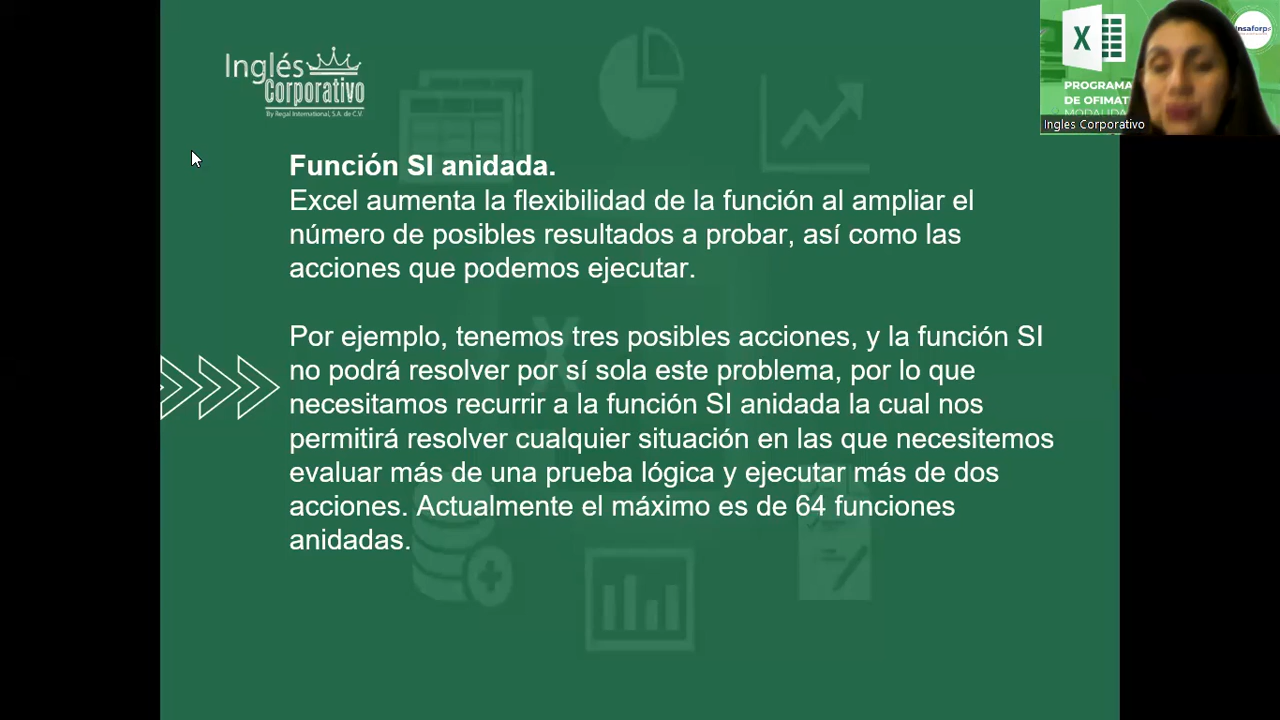 Inglés
Corporativo
By Regal International, S.A. de C.V.
Función SI anidada.
Excel aumenta la flexibilidad de la función al ampliar el
número de posibles resultados a probar, así como las
acciones que podemos ejecutar.
Por ejemplo, tenemos tres posibles acciones, y la función SI
no podrá resolver por sí sola este problema, por lo que
necesitamos recurrir a la función SI anidada la cual nos
permitirá resolver cualquier situación en las que necesitemos
evaluar más de una prueba lógica y ejecutar más de dos
acciones. Actualmente el máximo es de 64 funciones
anidadas.
X
PROGRAMA
DE OFIMAT
MODALIDA
Ingles Corporativo